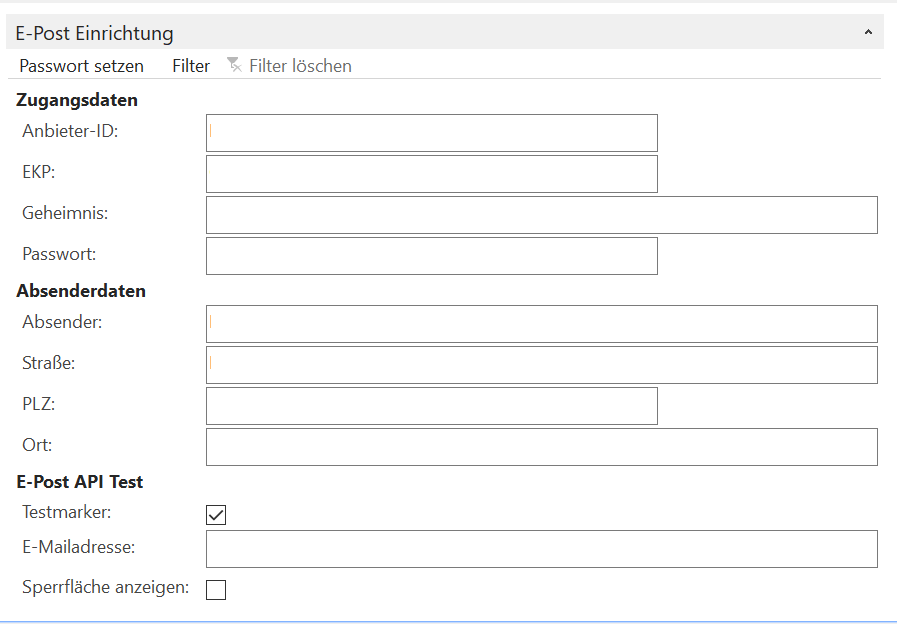 E-Post Einrichtung
Passwort setzen Filter Filter löschen
Zugangsdaten
Anbieter-ID:
EKP:
Geheimnis:
Passwort:
Absenderdaten
Absender:
Straße:
PLZ:
Ort:
E-Post API Test
Testmarker:
E-Mailadresse:
Sperrfläche anzeigen: